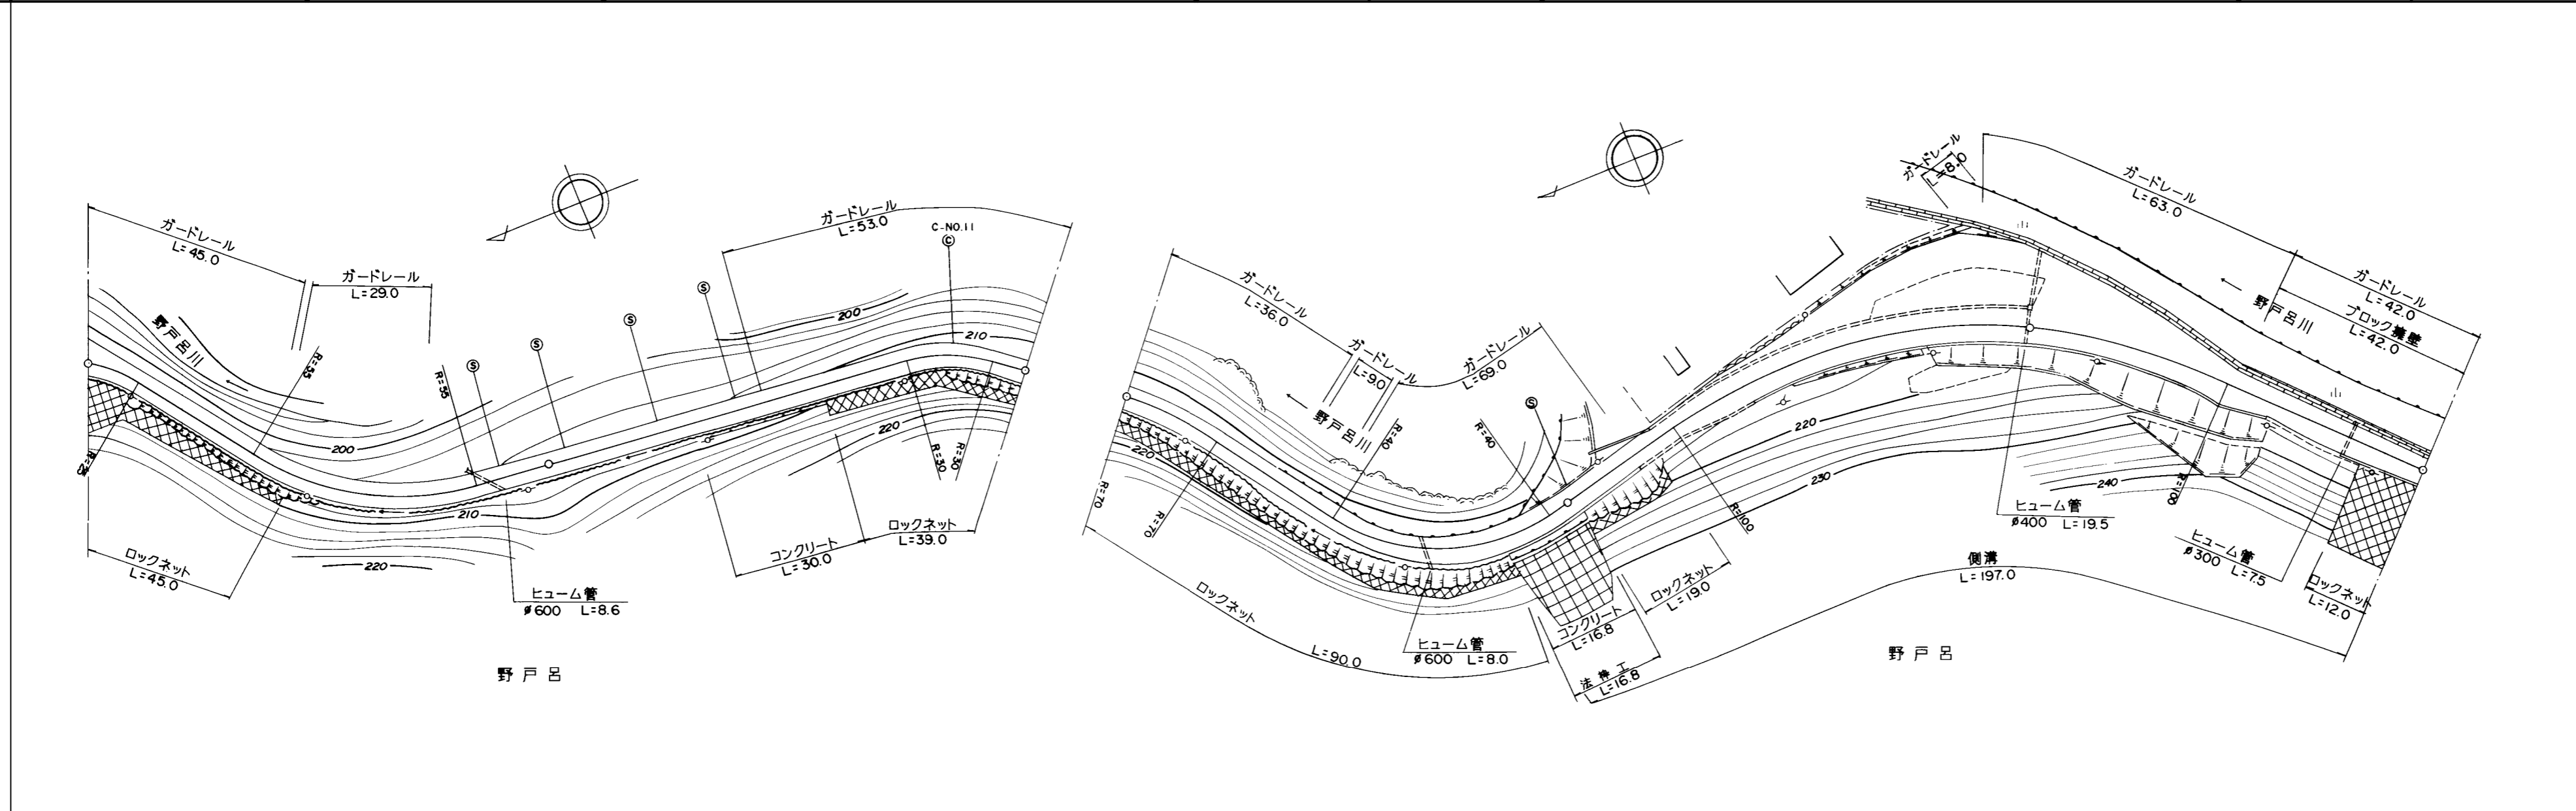 ガードレール
L=45.0
ガードレール
L=29.0
ガードレール
L=53.0
C-NO.11
C
S
S
S
S
野戸呂川
R=55
R=55
200
200
210
210
220
220
R=30
R=30
ロックネット
L=45.0
ヒューム管
φ600 L=8.6
コンクリート
L=30.0
ロックネット
L=39.0
野戸呂
ガードレール
L=36.0
ガードレール
L=9.0
ガードレール
L=69.0
野戸呂川
R=40
R=40
S
220
R=70
R=70
ロックネット
L=90.0
ヒューム管
φ600 L=8.0
コンクリート
L=16.8
法枠工
L=16.8
ロックネット
L=19.0
R=100
220
230
240
ガードレール
L=8.0
ガードレール
L=63.0
ガードレール
L=42.0
ブロック擁壁
L=42.0
野戸呂川
R=100
ヒューム管
φ400 L=19.5
ヒューム管
φ300 L=7.5
側溝
L=197.0
ロックネット
L=12.0
野戸呂